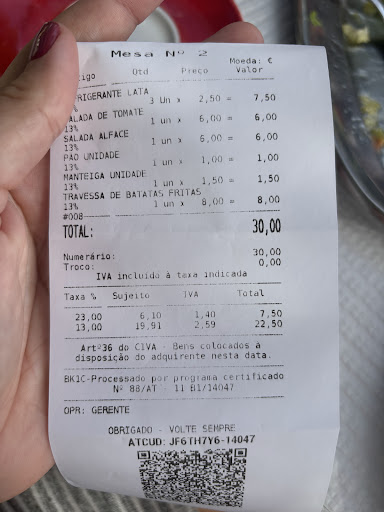 Mesa Nº 2
Moeda: €
Qtd Preço Valor
LATA
3 Un x 2,50 = 7,50
DE TOMATE
13% 1 un x 6,00 = 6,00
SALADA ALFACE
13% 1 un x 6,00 = 6,00
PAO UNIDADE
13% 1 un x 1,00 = 1,00
MANTEIGA UNIDADE
13% 1 un x 1,50 = 1,50
TRAVESSA DE BATATAS FRITAS
13% 1 un x 8,00 = 8,00
#008
TOTAL: 30,00
Numerário: 30,00
Troco: 0,00
IVA incluido à taxa indicada
Taxa % Sujeito IVA Total
23,00 6,10 1,40 7,50
13,00 19,91 2,59 22,50
Artº36 do CIVA - Bens colocados à
disposição do adquirente nesta data.
BK1C-Processado por programa certificado
Nº 88/AT - 11 B1/14047
OPR: GERENTE
OBRIGADO - VOLTE SEMPRE
ATCUD: JF6TH7Y6-14047